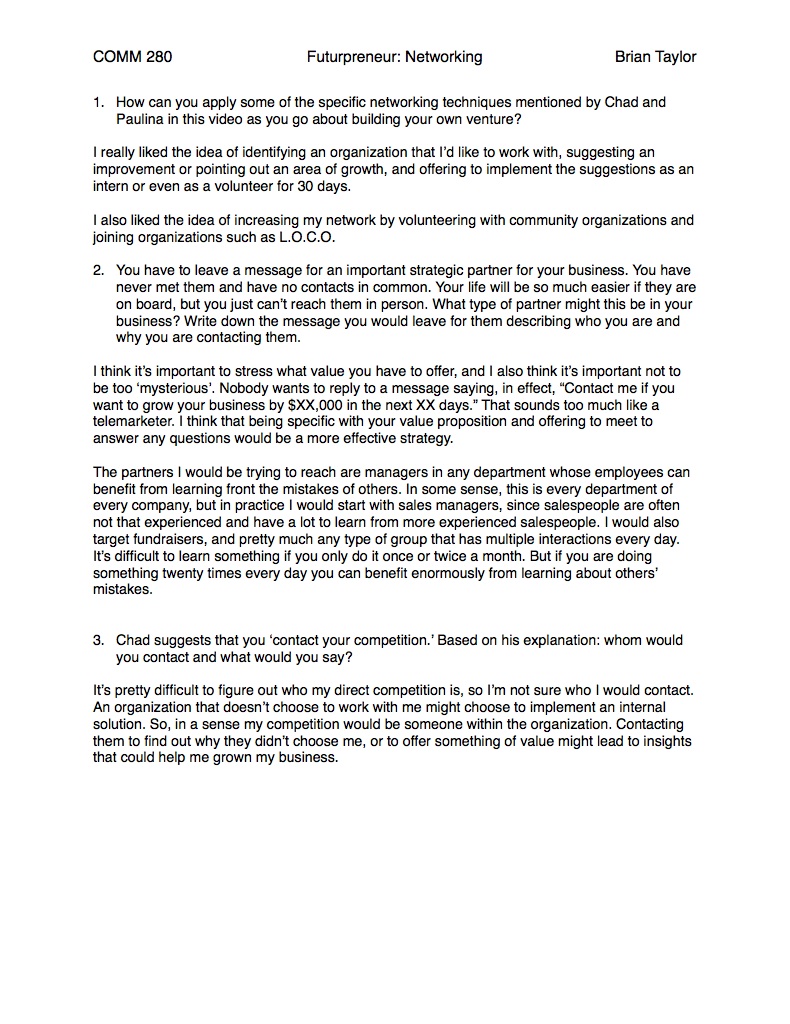 COMM 280 Futurpreneur: Networking Brian Taylor
1. How can you apply some of the specific networking techniques mentioned by Chad and
Paulina in this video as you go about building your own venture?
I really liked the idea of identifying an organization that I’d like to work with, suggesting an
improvement or pointing out an area of growth, and offering to implement the suggestions as an
intern or even as a volunteer for 30 days.
I also liked the idea of increasing my network by volunteering with community organizations and
joining organizations such as L.O.C.O.
2. You have to leave a message for an important strategic partner for your business. You have
never met them and have no contacts in common. Your life will be so much easier if they are
on board, but you just can’t reach them in person. What type of partner might this be in your
business? Write down the message you would leave for them describing who you are and
why you are contacting them.
I think it’s important to stress what value you have to offer, and I also think it’s important not to
be too ‘mysterious’. Nobody wants to reply to a message saying, in effect, “Contact me if you
want to grow your business by $XX,000 in the next XX days.” That sounds too much like a
telemarketer. I think that being specific with your value proposition and offering to meet to
answer any questions would be a more effective strategy.
The partners I would be trying to reach are managers in any department whose employees can
benefit from learning front the mistakes of others. In some sense, this is every department of
every company, but in practice I would start with sales managers, since salespeople are often
not that experienced and have a lot to learn from more experienced salespeople. I would also
target fundraisers, and pretty much any type of group that has multiple interactions every day.
It’s difficult to learn something if you only do it once or twice a month. But if you are doing
something twenty times every day you can benefit enormously from learning about others’
mistakes.
3. Chad suggests that you ‘contact your competition.’ Based on his explanation: whom would
you contact and what would you say?
It’s pretty difficult to figure out who my direct competition is, so I’m not sure who I would contact.
An organization that doesn’t choose to work with me might choose to implement an internal
solution. So, in a sense my competition would be someone within the organization. Contacting
them to find out why they didn’t choose me, or to offer something of value might lead to insights
that could help me grown my business.